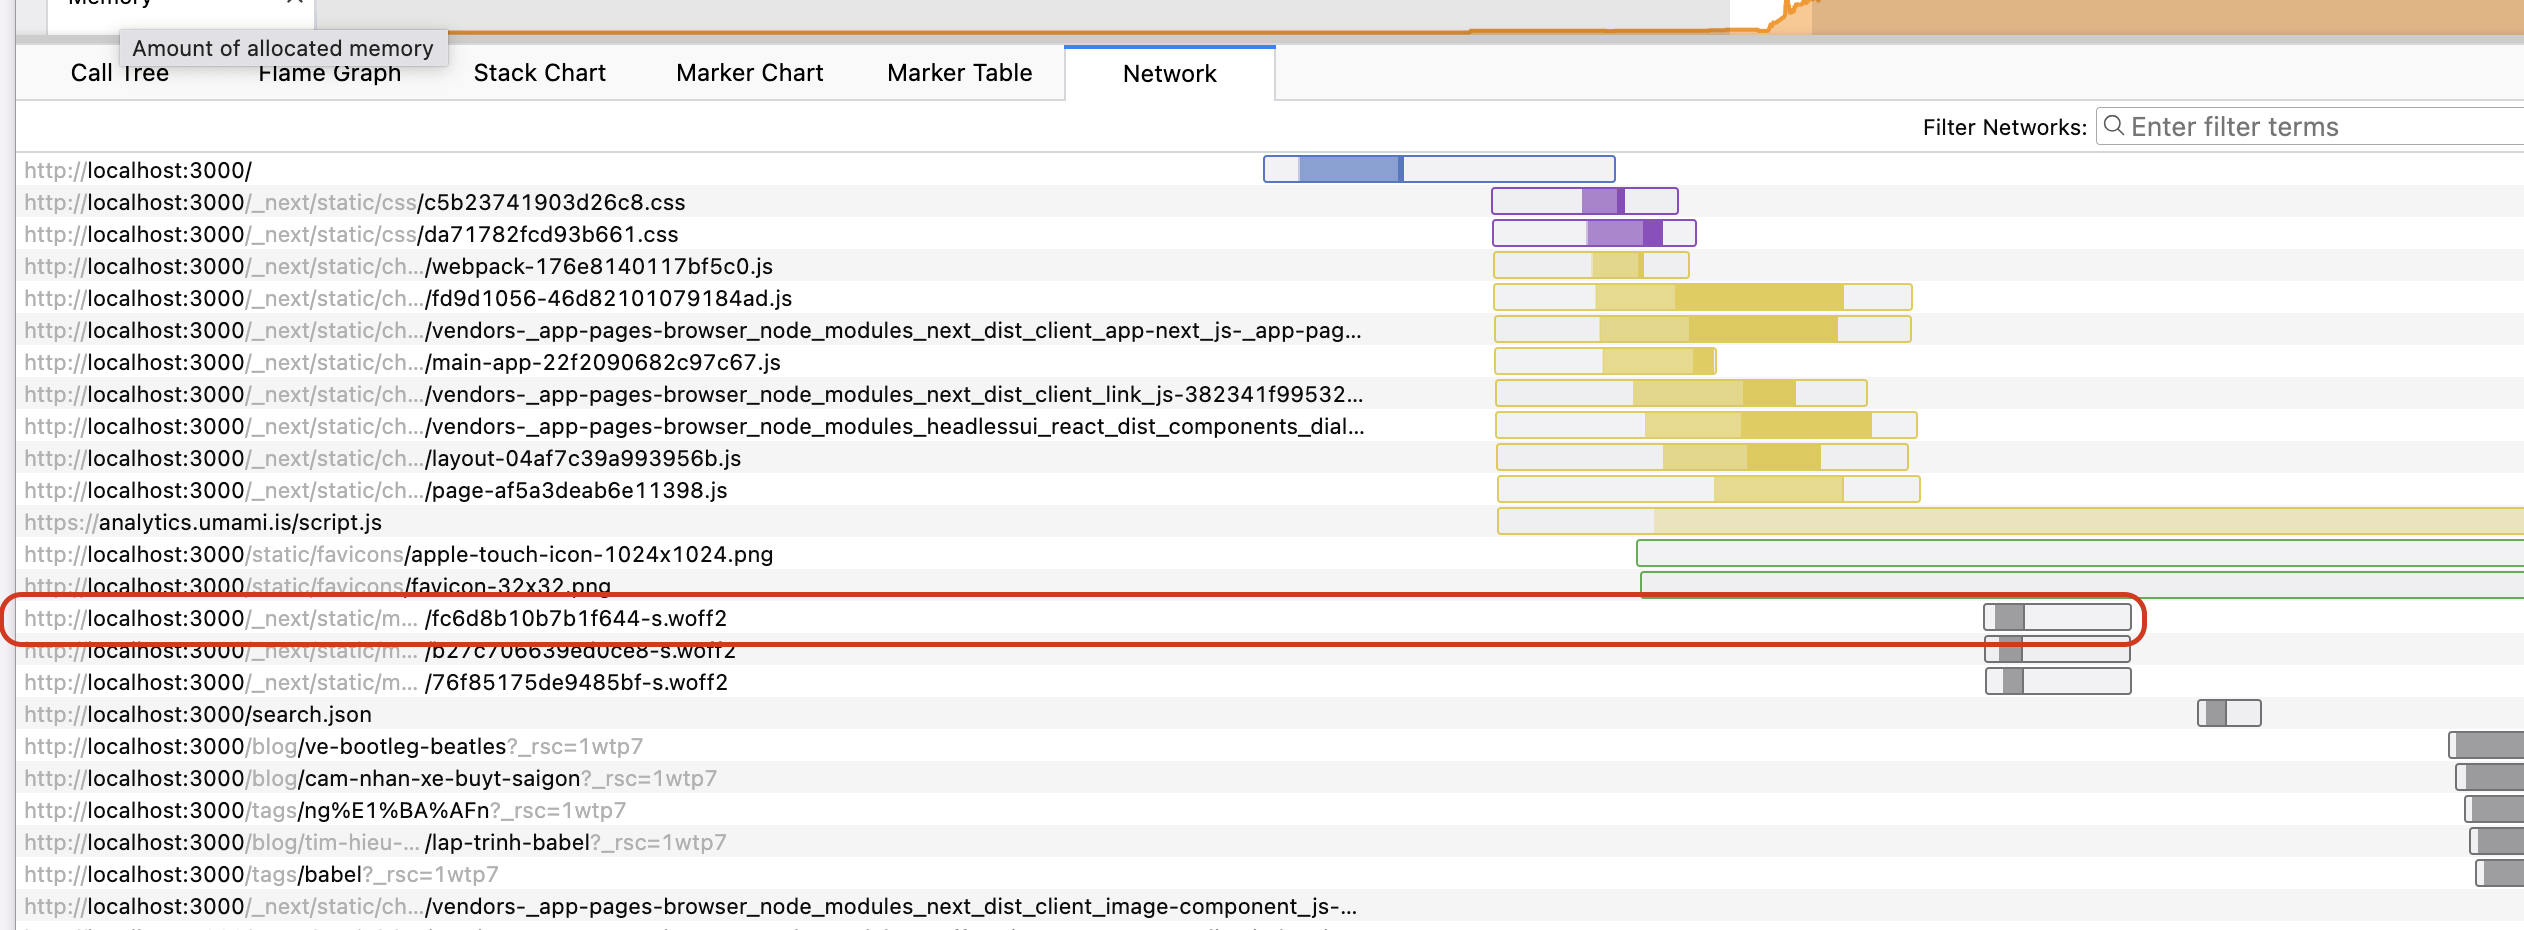 Memory
Amount of allocated memory
Call Tree Flame Graph Stack Chart Marker Chart Marker Table Network
Filter Networks: Enter filter terms
http://localhost:3000/
http://localhost:3000/_next/static/css/c5b23741903d26c8.css
http://localhost:3000/_next/static/css/da71782fcd93b661.css
http://localhost:3000/_next/static/ch.../webpack-176e8140117bf5c0.js
http://localhost:3000/_next/static/ch.../fd9d1056-46d82101079184ad.js
http://localhost:3000/_next/static/ch.../vendors-_app-pages-browser_node_modules_next_dist_client_app-next_js-_app-pag...
http://localhost:3000/_next/static/ch.../main-app-22f2090682c97c67.js
http://localhost:3000/_next/static/ch.../vendors-_app-pages-browser_node_modules_next_dist_client_link_js-382341f99532...
http://localhost:3000/_next/static/ch.../vendors-_app-pages-browser_node_modules_headlessui_react_dist_components_dial...
http://localhost:3000/_next/static/ch.../layout-04af7c39a993956b.js
http://localhost:3000/_next/static/ch.../page-af5a3deab6e11398.js
https://analytics.umami.is/script.js
http://localhost:3000/static/favicons/apple-touch-icon-1024x1024.png
http://localhost:3000/static/favicons/favicon-32x32.png
http://localhost:3000/_next/static/m... /fc6d8b10b7b1f644-s.woff2
http://localhost:3000/_next/static/m... /b27c706639ed0ce8-s.woff2
http://localhost:3000/_next/static/m... /76f85175de9485bf-s.woff2
http://localhost:3000/search.json
http://localhost:3000/blog/ve-bootleg-beatles?_rsc=1wtp7
http://localhost:3000/blog/cam-nhan-xe-buyt-saigon?_rsc=1wtp7
http://localhost:3000/tags/ng%E1%BA%AFn?_rsc=1wtp7
http://localhost:3000/blog/tim-hieu-... /lap-trinh-babel?_rsc=1wtp7
http://localhost:3000/tags/babel?_rsc=1wtp7
http://localhost:3000/_next/static/ch.../vendors-_app-pages-browser_node_modules_next_dist_client_image-component_js-...